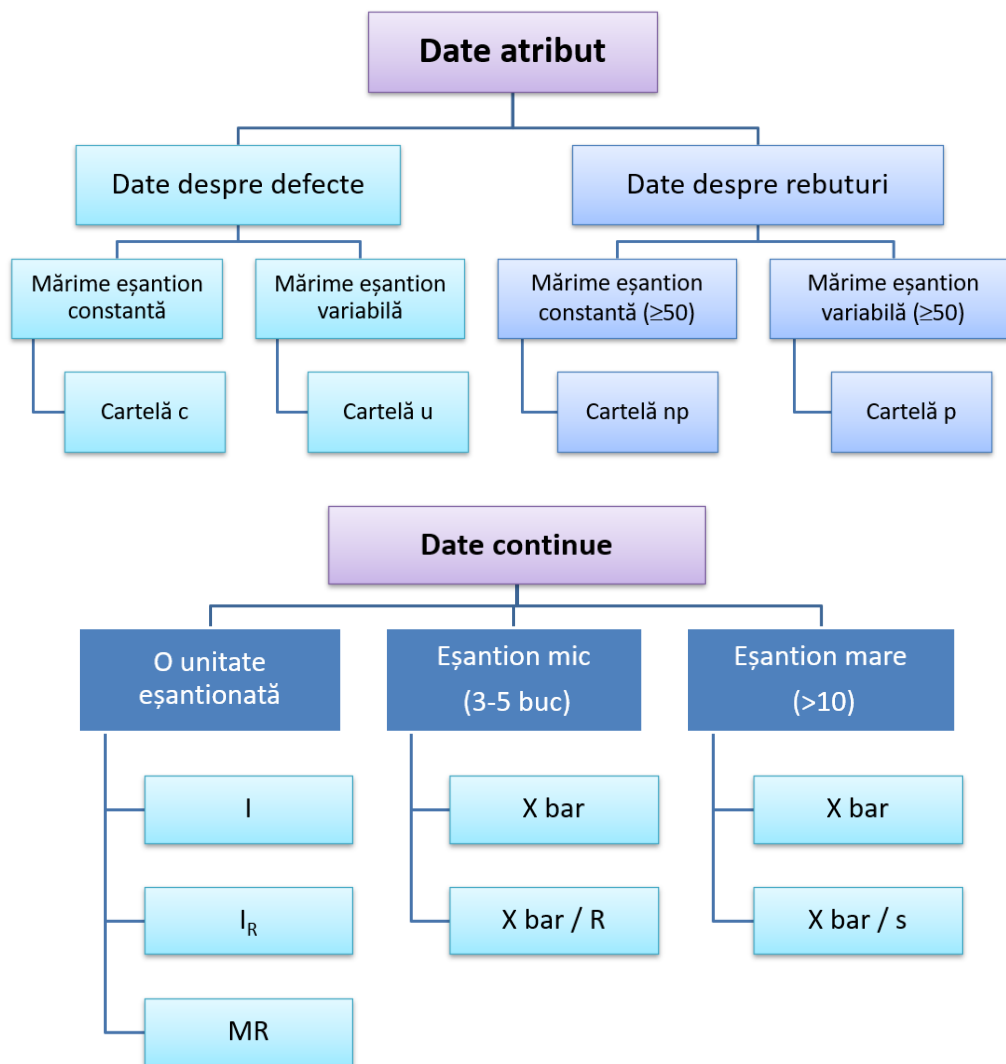 Date atribut
Date despre defecte
Date despre rebuturi
Mărime eșantion
constantă
Mărime eșantion
variabilă
Mărime eșantion
constantă (≥50)
Mărime eșantion
variabilă (≥50)
Cartelă c
Cartelă u
Cartelă np
Cartelă p
Date continue
O unitate
eșantionată
Eșantion mic
(3-5 buc)
Eșantion mare
(>10)
I
X bar
X bar
I_R
X bar / R
X bar / s
MR